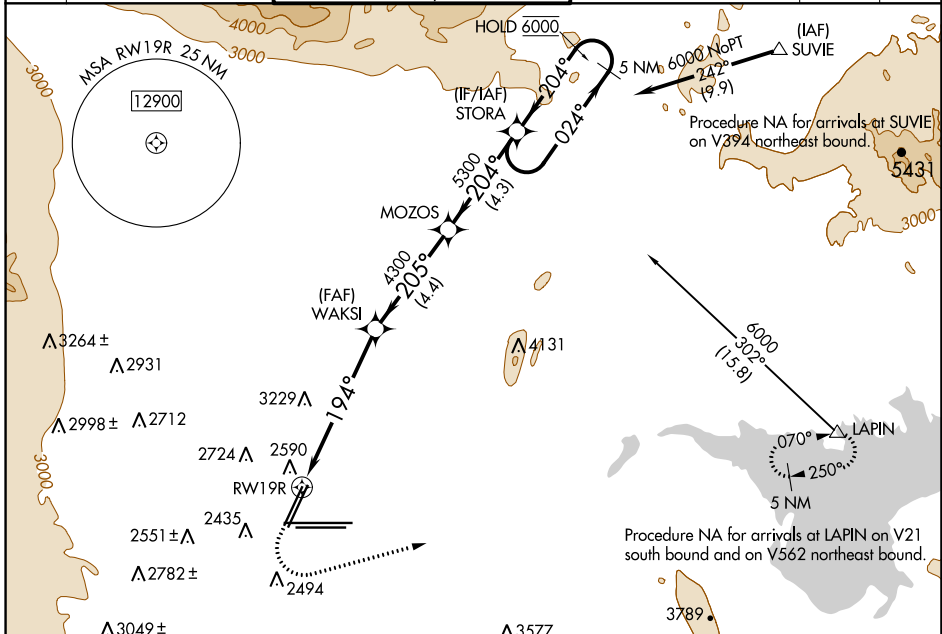 4000
3000
3000
MSA RW19R 25 NM
12900
HOLD 6000
204°
024°
5 NM
6000 NoPT
242°
(9.9)
(IAF)
SUVIE
(IF/IAF)
STORA
Procedure NA for arrivals at SUVIE
on V394 northeast bound.
5431
3000
5300
204°
(4.3)
MOZOS
4300
205°
(4.4)
(FAF)
WAKSI
3264 ±
2931
4131
6000
302°
(15.8)
3229
194°
2998 ±
2712
LAPIN
070°
250°
5 NM
3000
2724
2590
RW19R
2435
2551 ±
Procedure NA for arrivals at LAPIN on V21
south bound and on V562 northeast bound.
2782 ±
2494
3789
3049 ±
3577